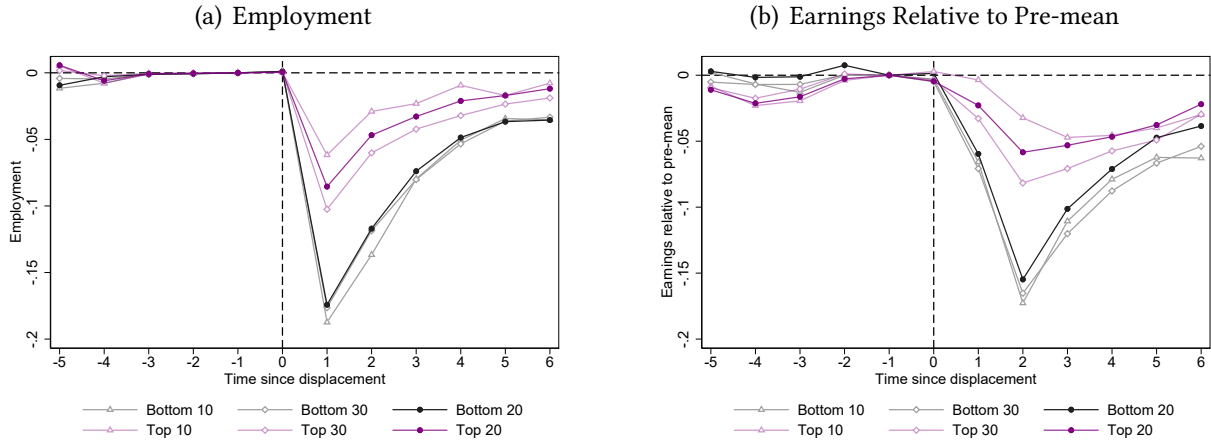 (a) Employment
0
-.05
-.1
-.15
-.2
Employment
-5 -4 -3 -2 -1 0 1 2 3 4 5 6
Time since displacement
Bottom 10 Bottom 30 Bottom 20
Top 10 Top 30 Top 20
(b) Earnings Relative to Pre-mean
0
-.05
-.1
-.15
-.2
Earnings relative to pre-mean
-5 -4 -3 -2 -1 0 1 2 3 4 5 6
Time since displacement
Bottom 10 Bottom 30 Bottom 20
Top 10 Top 30 Top 20